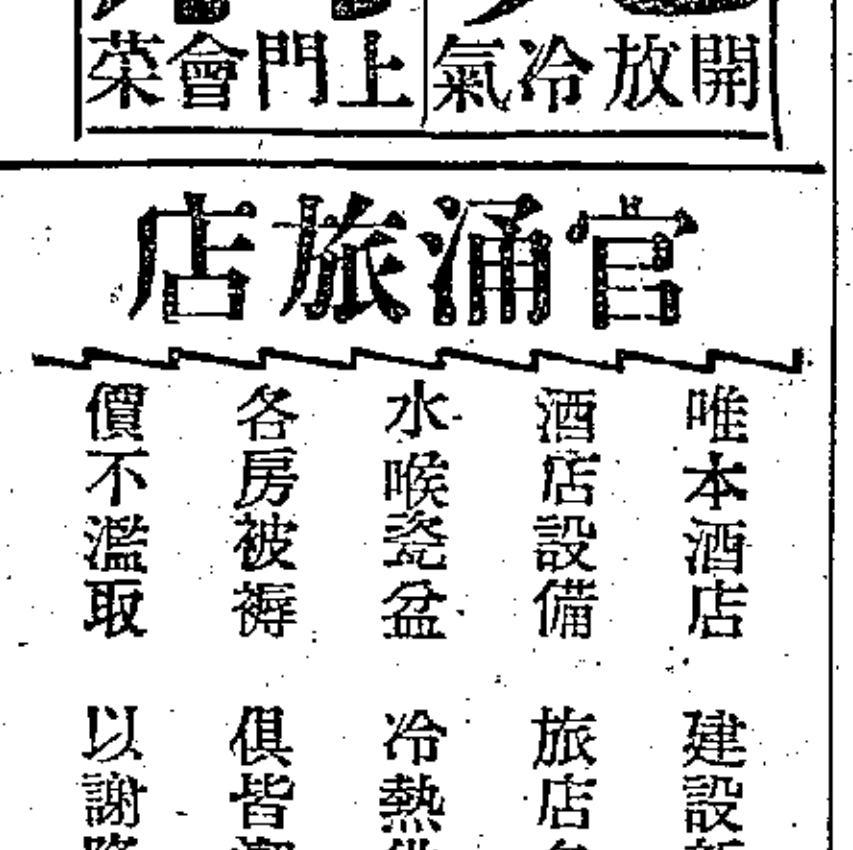 開放冷氣
上門會菜
官涌旅店
唯本酒店 建設
酒店設備 旅店
水喉瓷盆 冷熱
各房被褥 俱皆
價不濫取 以謝